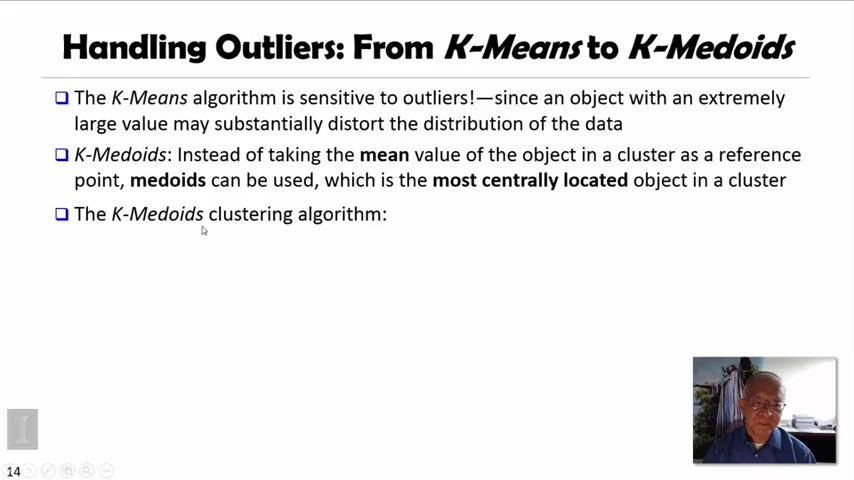 Handling Outliers: From K-Means to K-Medoids
The K-Means algorithm is sensitive to outliers!—since an object with an extremely
large value may substantially distort the distribution of the data
K-Medoids: Instead of taking the mean value of the object in a cluster as a reference
point, medoids can be used, which is the most centrally located object in a cluster
The K-Medoids clustering algorithm:
I
14